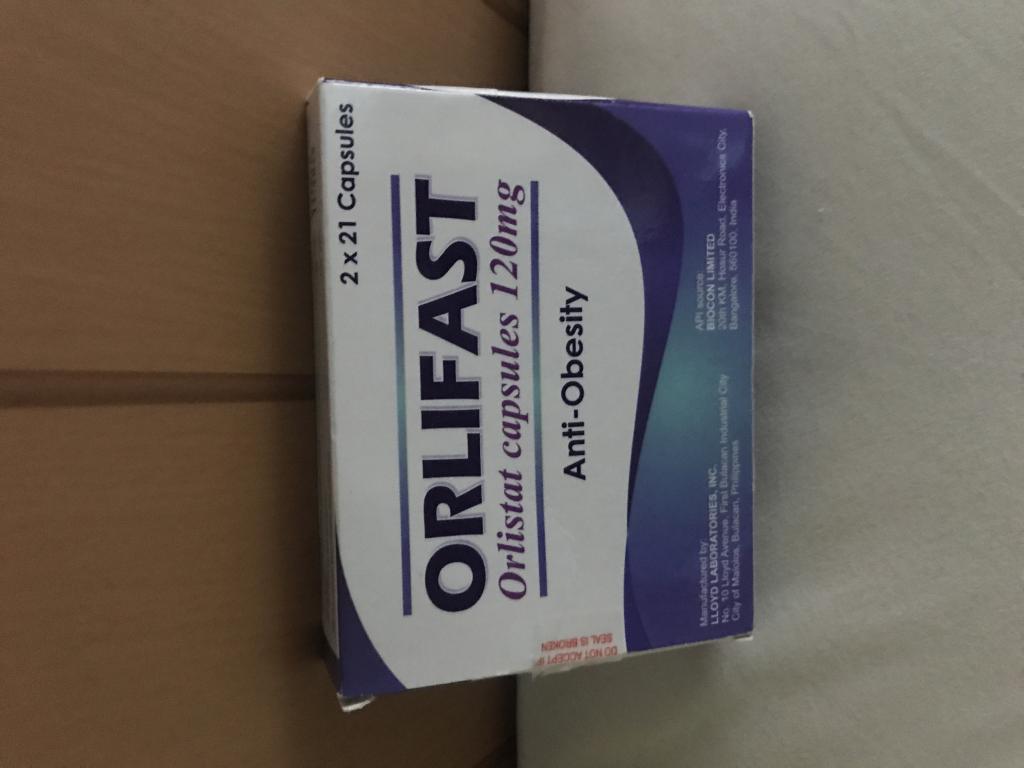 2 x 21 Capsules
ORLIFAST
Orlistat capsules 120mg
Anti-Obesity
DO NOT ACCEPT IF
SEAL IS BROKEN
Manufactured by:
LLOYD LABORATORIES, INC.
No. 10 Lloyd Avenue, First Bulacan Industrial City
City of Malolos, Bulacan, Philippines
API source:
BIOCON LIMITED
20th KM, Hosur Road, Electronics City,
Bangalore, 560100, India